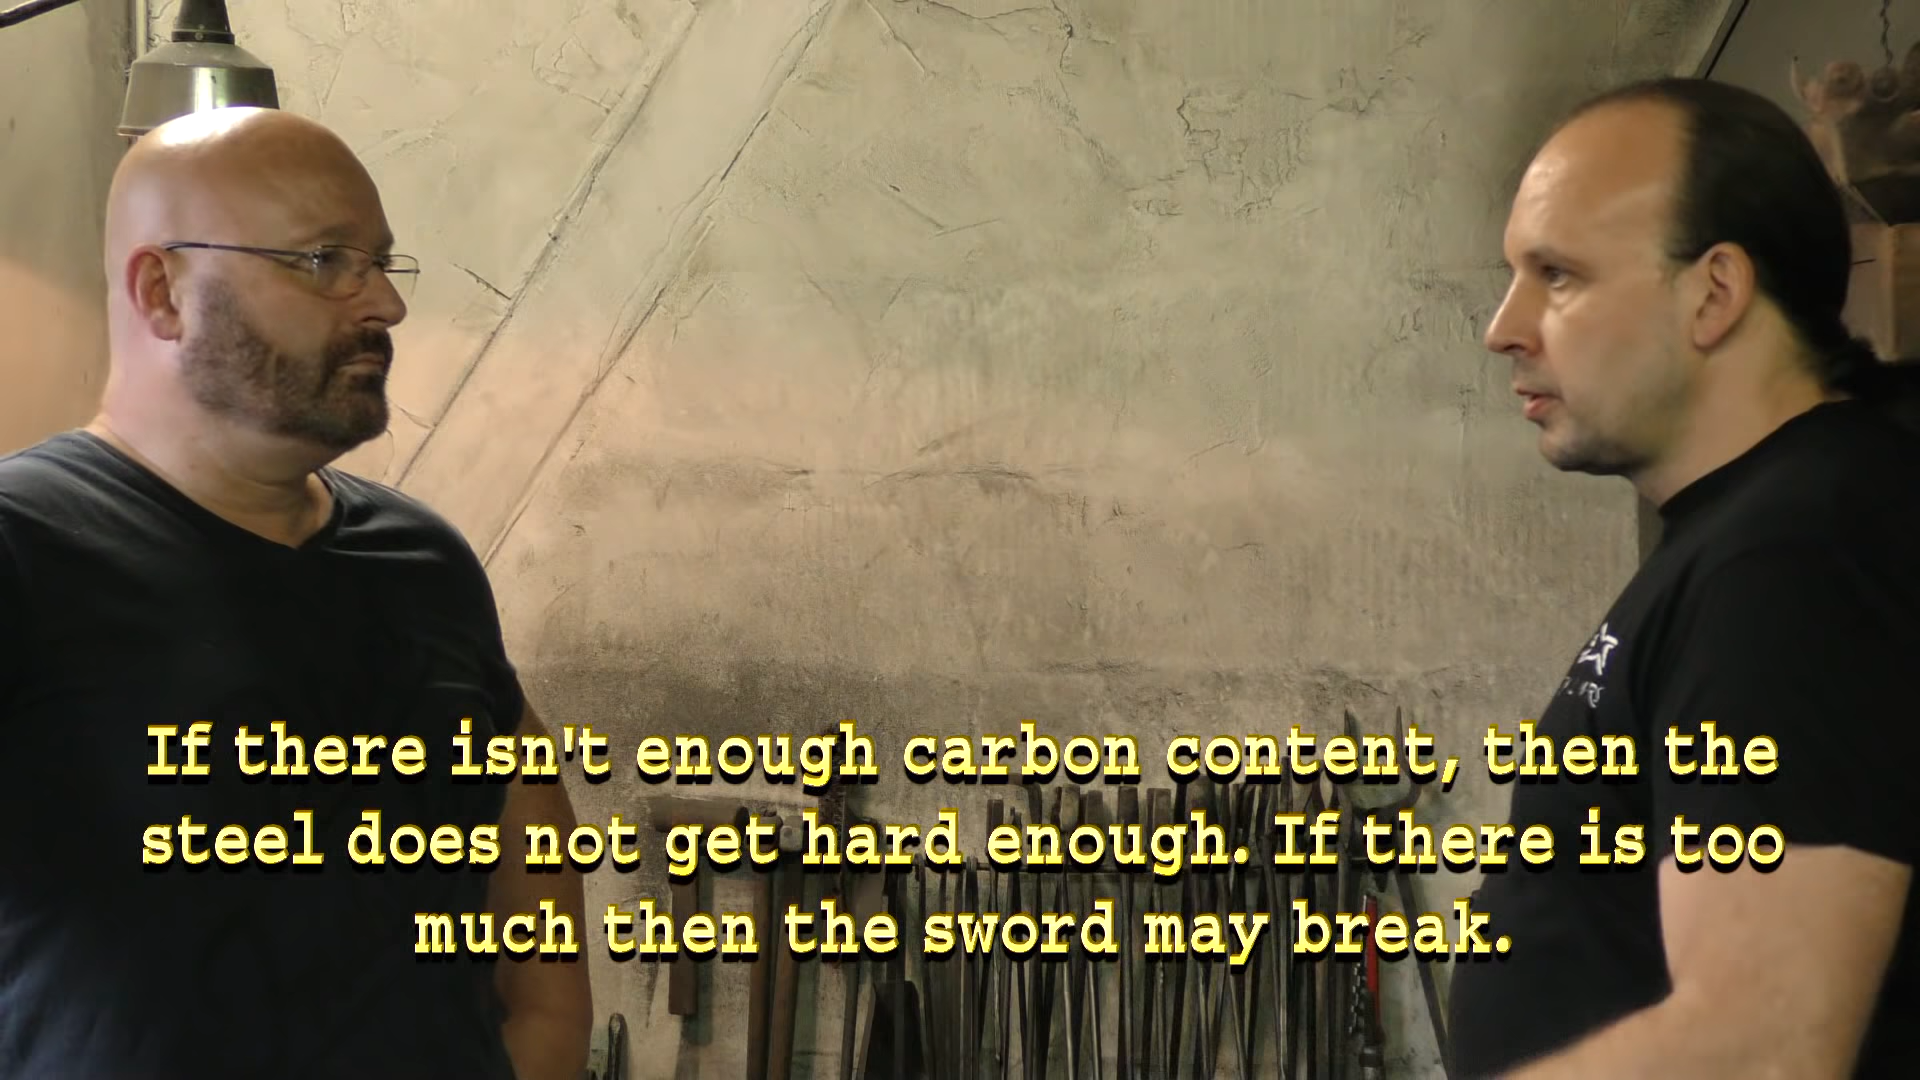 If there isn't enough carbon content, then the
steel does not get hard enough. If there is too
much then the sword may break.